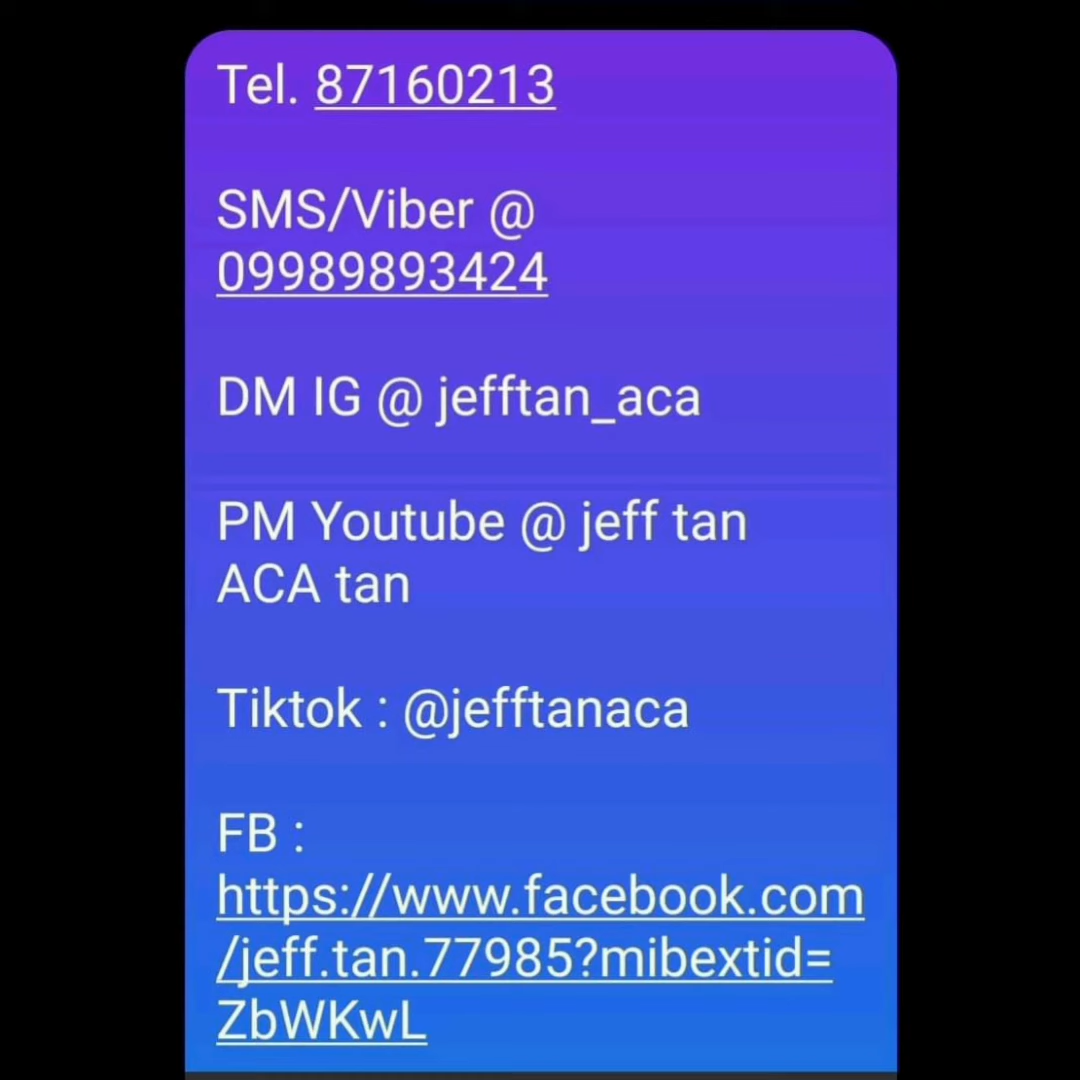 Tel. 87160213
SMS/Viber @
09989893424
DM IG @ jefftan_aca
PM Youtube @ jeff tan
ACA tan
Tiktok : @jefftanaca
FB :
https://www.facebook.com
/jeff.tan.77985?mibextid=
ZbWKwL